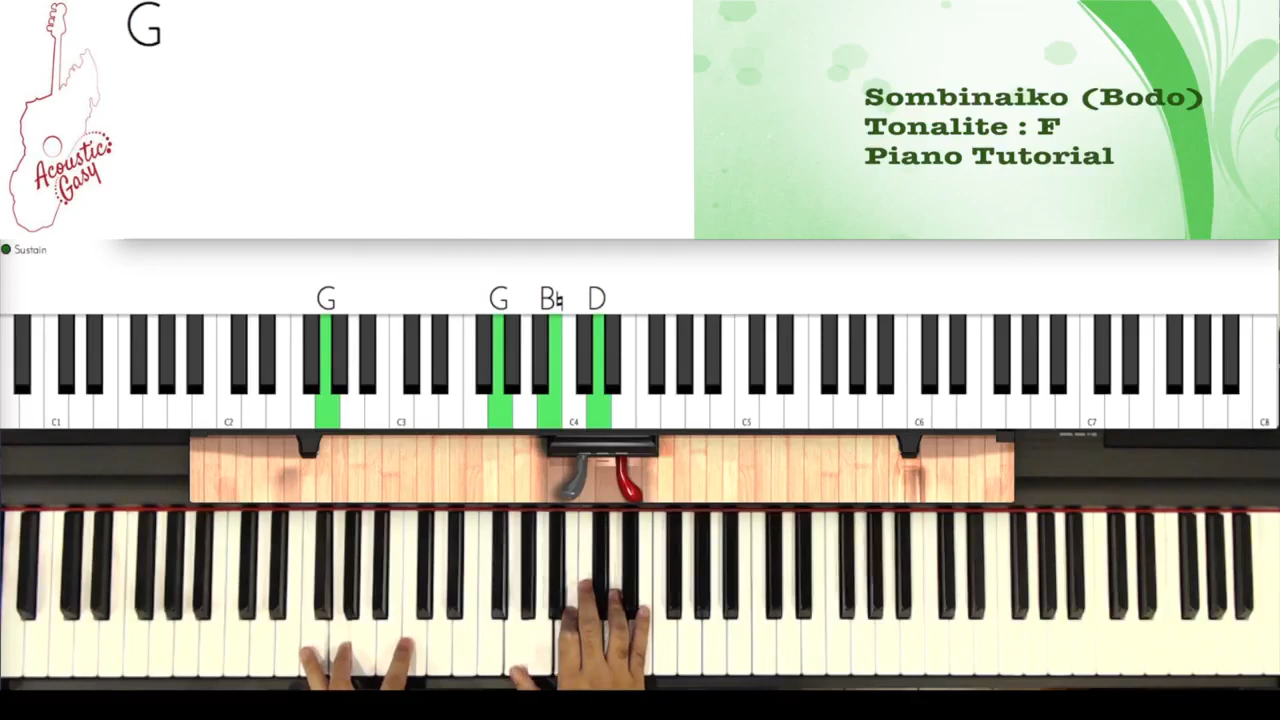 G
Acoustic
Gasy
Sombinaiko (Bodo)
Tonalite : F
Piano Tutorial
Sustain
G G B♮ D
C1 C2 C3 C4 C5 C6 C7 C8